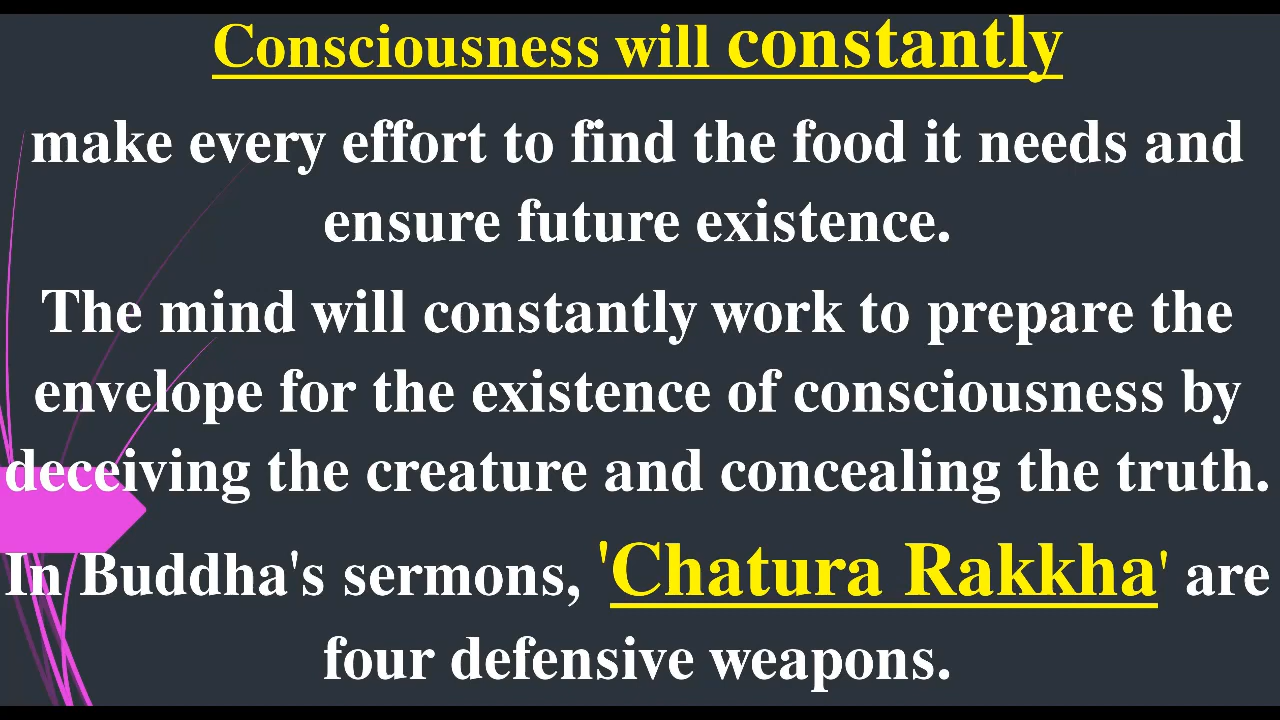 Consciousness will constantly
make every effort to find the food it needs and
ensure future existence.
The mind will constantly work to prepare the
envelope for the existence of consciousness by
deceiving the creature and concealing the truth.
In Buddha's sermons, 'Chatura Rakkha' are
four defensive weapons.